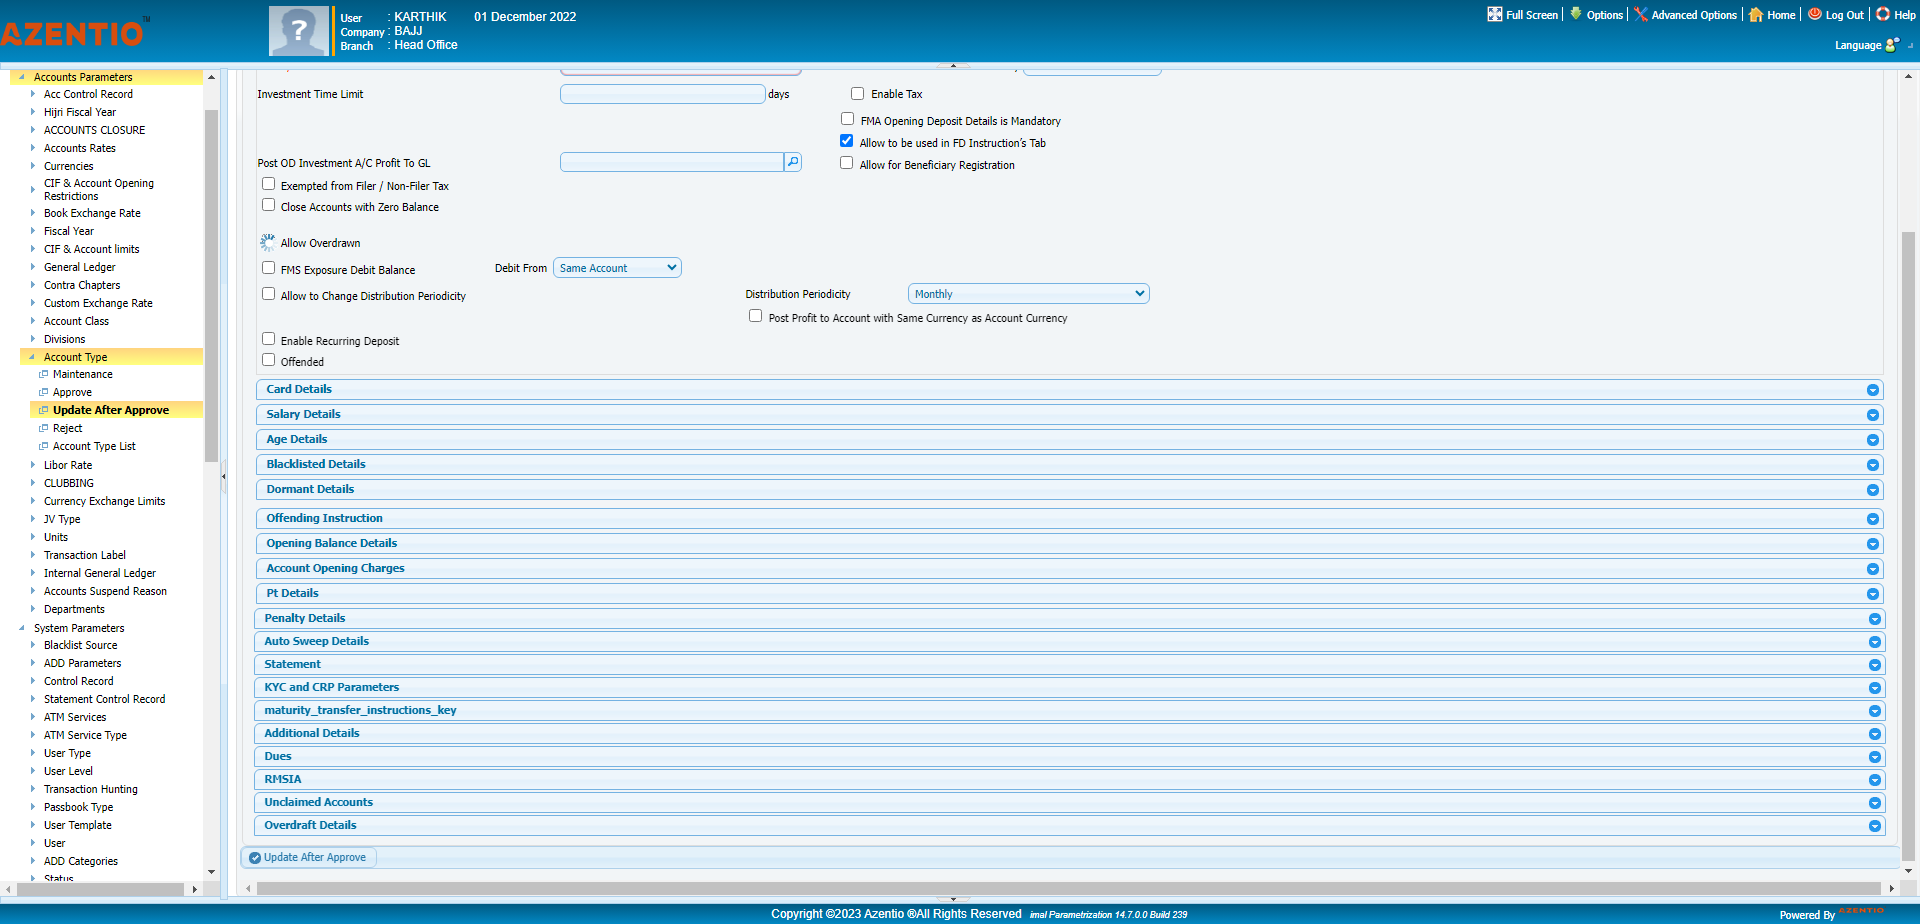 AZENTIO TM
User : KARTHIK 01 December 2022
Company : BAJJ
Branch : Head Office
Full Screen Options Advanced Options Home Log Out Help
Language
Accounts Parameters
Acc Control Record
Hijri Fiscal Year
ACCOUNTS CLOSURE
Accounts Rates
Currencies
CIF & Account Opening
Restrictions
Book Exchange Rate
Fiscal Year
CIF & Account limits
General Ledger
Contra Chapters
Custom Exchange Rate
Account Class
Divisions
Account Type
Maintenance
Approve
Update After Approve
Reject
Account Type List
Libor Rate
CLUBBING
Currency Exchange Limits
JV Type
Units
Transaction Label
Internal General Ledger
Accounts Suspend Reason
Departments
System Parameters
Blacklist Source
ADD Parameters
Control Record
Statement Control Record
ATM Services
ATM Service Type
User Type
User Level
Transaction Hunting
Passbook Type
User Template
User
ADD Categories
Status
Investment Time Limit days Enable Tax
FMA Opening Deposit Details is Mandatory
Allow to be used in FD Instruction's Tab
Post OD Investment A/C Profit To GL Allow for Beneficiary Registration
Exempted from Filer / Non-Filer Tax
Close Accounts with Zero Balance
Allow Overdrawn
FMS Exposure Debit Balance Debit From Same Account
Allow to Change Distribution Periodicity Distribution Periodicity Monthly
Post Profit to Account with Same Currency as Account Currency
Enable Recurring Deposit
Offended
Card Details
Salary Details
Age Details
Blacklisted Details
Dormant Details
Offending Instruction
Opening Balance Details
Account Opening Charges
Pt Details
Penalty Details
Auto Sweep Details
Statement
KYC and CRP Parameters
maturity_transfer_instructions_key
Additional Details
Dues
RMSIA
Unclaimed Accounts
Overdraft Details
Update After Approve
Copyright ©2023 Azentio ®All Rights Reserved imal Parametrization 14.7.0.0 Build 239
Powered By AZENTIO